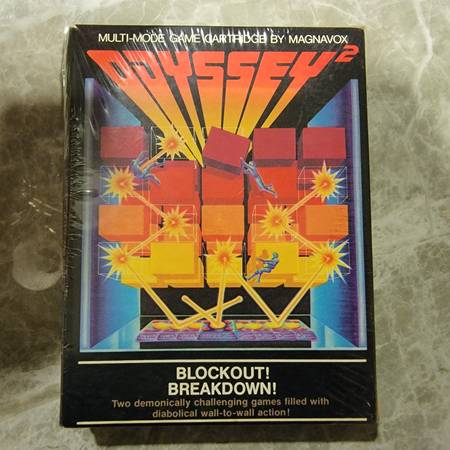 MULTI-MODE GAME CARTRIDGE BY MAGNAVOX
ODYSSEY²
BLOCKOUT!
BREAKDOWN!
Two demonically challenging games filled with
diabolical wall-to-wall action!